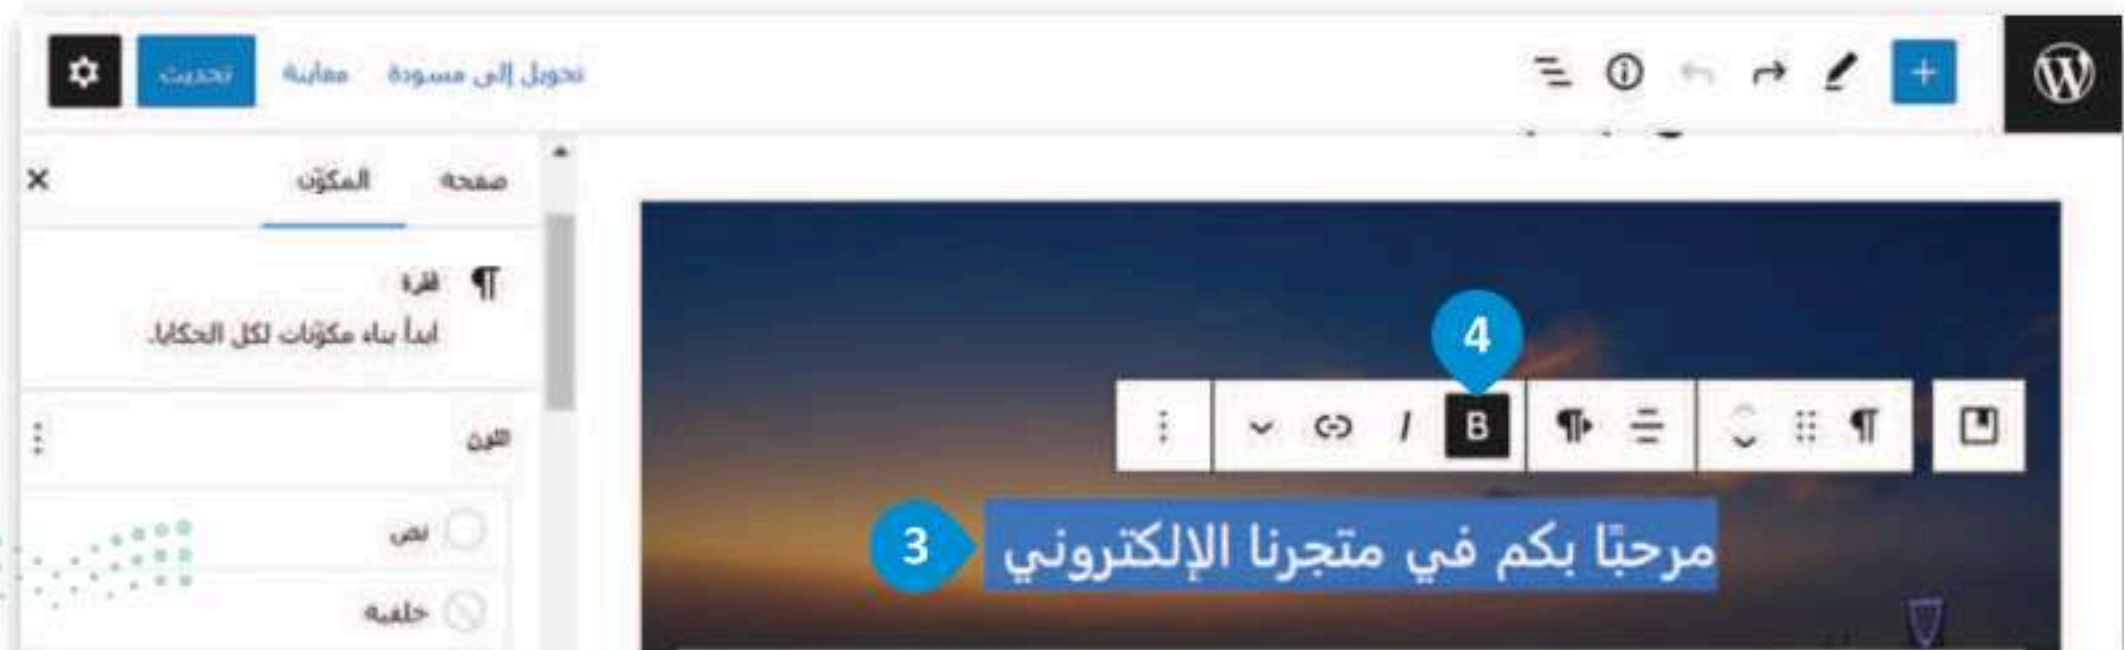 تحويل إلى مسودة معاينة تحديث
صفحة المكوّن
فقرة
ابدأ بناء مكوّنات لكل الحكايا.
4
B I
اللون
3 مرحبًا بكم في متجرنا الإلكتروني
نص
خلفية